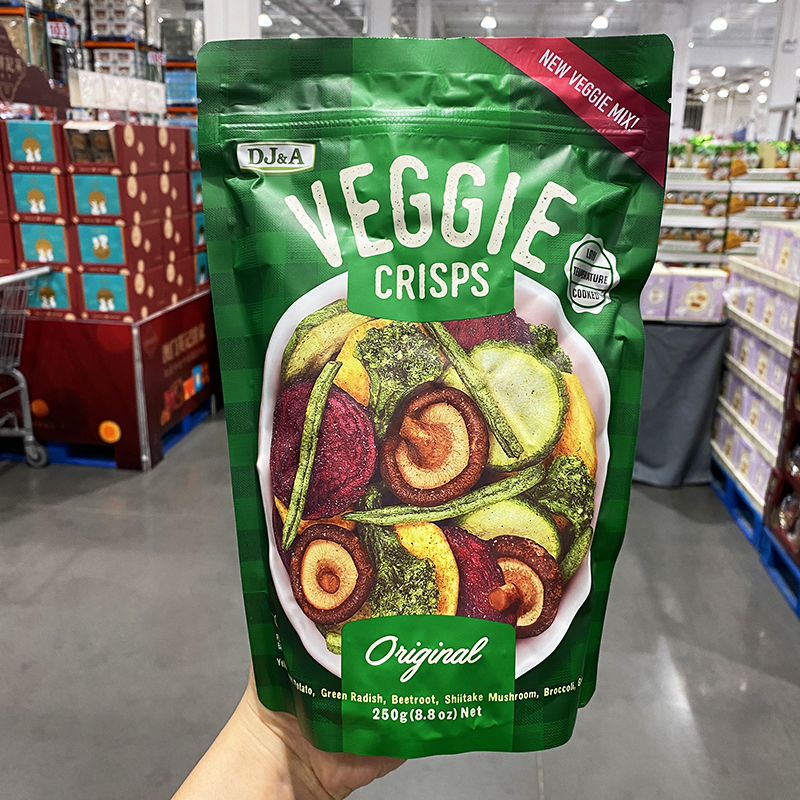 NEW VEGGIE MIX!
DJ&A
VEGGIE
CRISPS
LOW
TEMPERATURE
COOKED
Original
Potato, Green Radish, Beetroot, Shiitake Mushroom, Broccoli,
250g (8.8 oz) Net